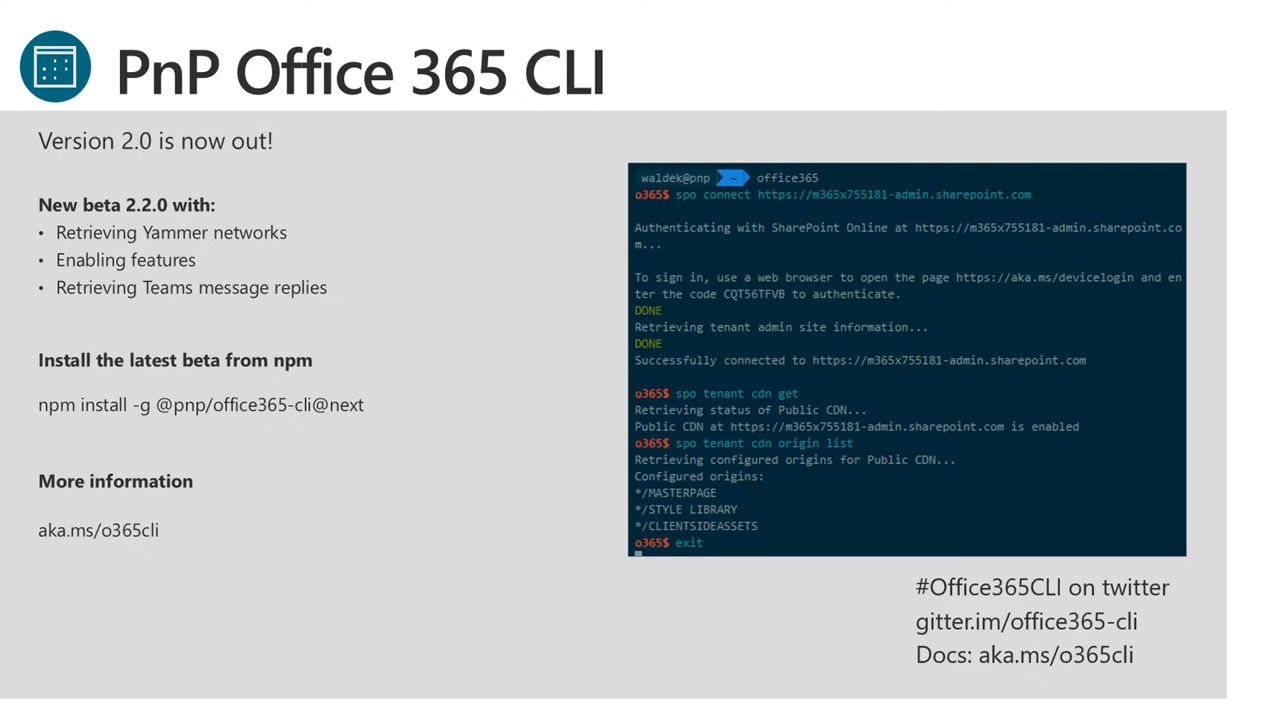 PnP Office 365 CLI
Version 2.0 is now out!
New beta 2.2.0 with:
• Retrieving Yammer networks
• Enabling features
• Retrieving Teams message replies
Install the latest beta from npm
npm install -g @pnp/office365-cli@next
More information
aka.ms/o365cli
waldek@pnp ~ office365
o365$ spo connect https://m365x755181-admin.sharepoint.com
Authenticating with SharePoint Online at https://m365x755181-admin.sharepoint.co
m...
To sign in, use a web browser to open the page https://aka.ms/devicelogin and en
ter the code CQT56TFVB to authenticate.
DONE
Retrieving tenant admin site information...
DONE
Successfully connected to https://m365x755181-admin.sharepoint.com
o365$ spo tenant cdn get
Retrieving status of Public CDN...
Public CDN at https://m365x755181-admin.sharepoint.com is enabled
o365$ spo tenant cdn origin list
Retrieving configured origins for Public CDN...
Configured origins:
*/MASTERPAGE
*/STYLE LIBRARY
*/CLIENTSIDEASSETS
o365$ exit
#Office365CLI on twitter
gitter.im/office365-cli
Docs: aka.ms/o365cli